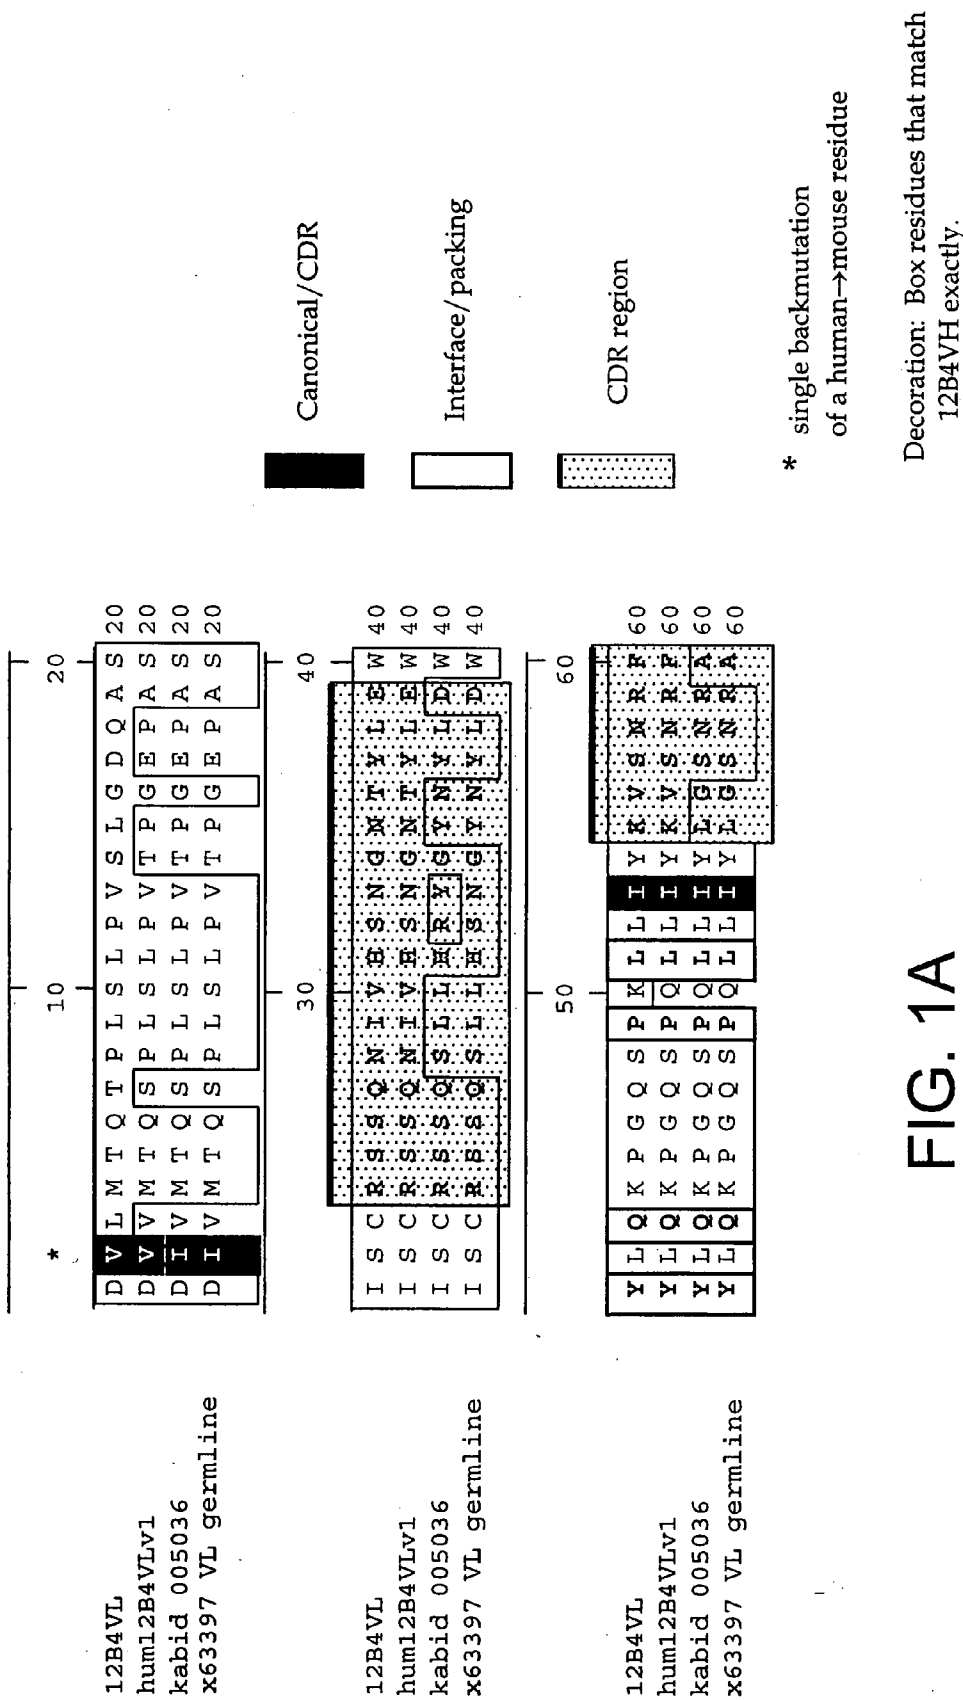 *
10 20
12B4VL D V L M T Q T P L S L P V S L G D Q A S 20
hum12B4VLv1 D V V M T Q S P L S L P V T P G E P A S 20
kabid 005036 D I V M T Q S P L S L P V T P G E P A S 20
x63397 VL germline D I V M T Q S P L S L P V T P G E P A S 20
30 40
12B4VL I S C R S S Q N I V H S N G N T Y L E W 40
hum12B4VLv1 I S C R S S Q N I V H S N G N T Y L E W 40
kabid 005036 I S C R S S Q S L L H R Y G Y N Y L D W 40
x63397 VL germline I S C R S S Q S L L H S N G Y N Y L D W 40
50 60
12B4VL Y L Q K P G Q S P K L L I Y K V S N R F 60
hum12B4VLv1 Y L Q K P G Q S P Q L L I Y K V S N R F 60
kabid 005036 Y L Q K P G Q S P Q L L I Y L G S N R A 60
x63397 VL germline Y L Q K P G Q S P Q L L I Y L G S N R A 60
Canonical/CDR
Interface/packing
CDR region
* single backmutation
of a human→mouse residue
Decoration: Box residues that match
12B4VH exactly.
FIG. 1A